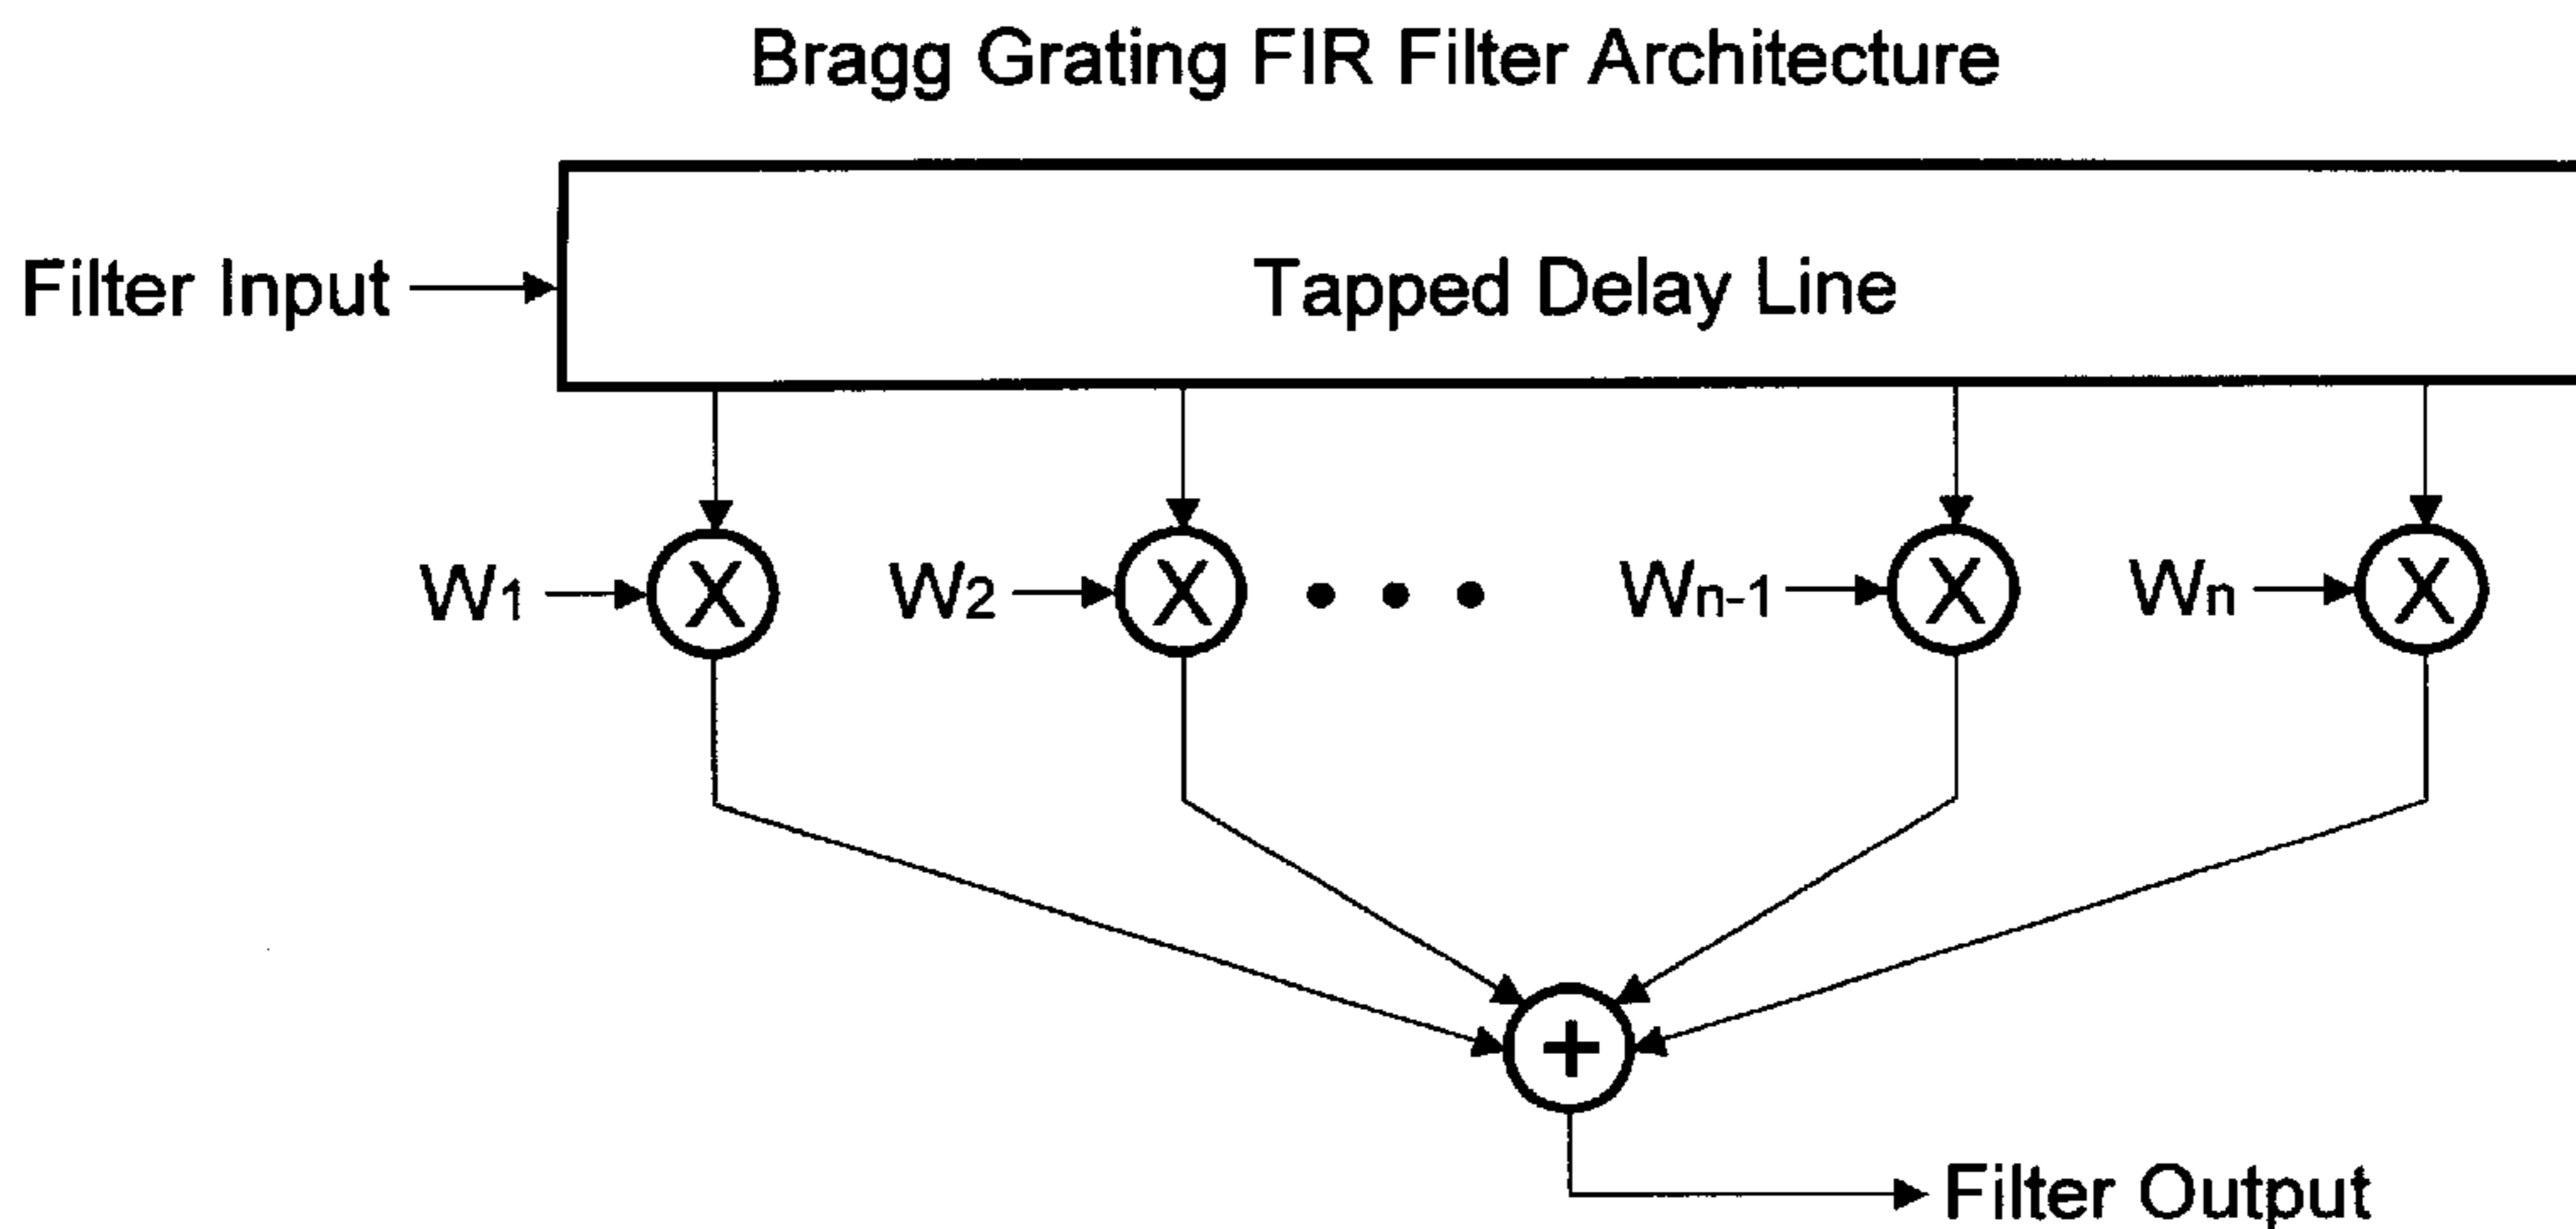 Bragg Grating FIR Filter Architecture
Filter Input
Tapped Delay Line
W1 X W2 X • • • Wn-1 X Wn X
+
Filter Output